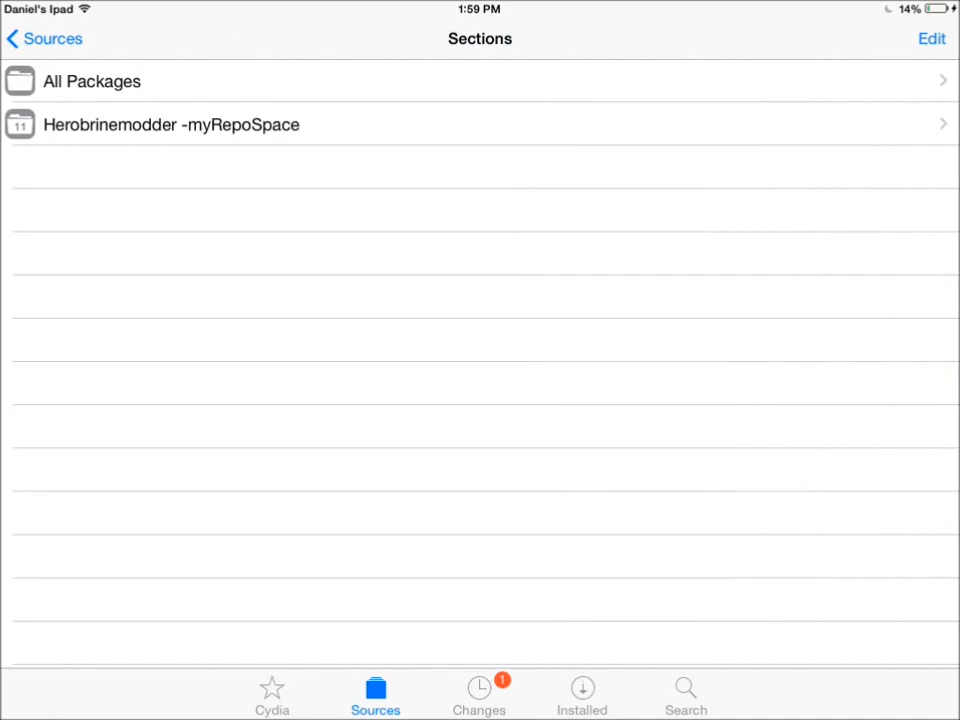 Daniel's Ipad 1:59 PM 14%
Sources Sections Edit
All Packages
11 Herobrinemodder -myRepoSpace
1
Cydia Sources Changes Installed Search